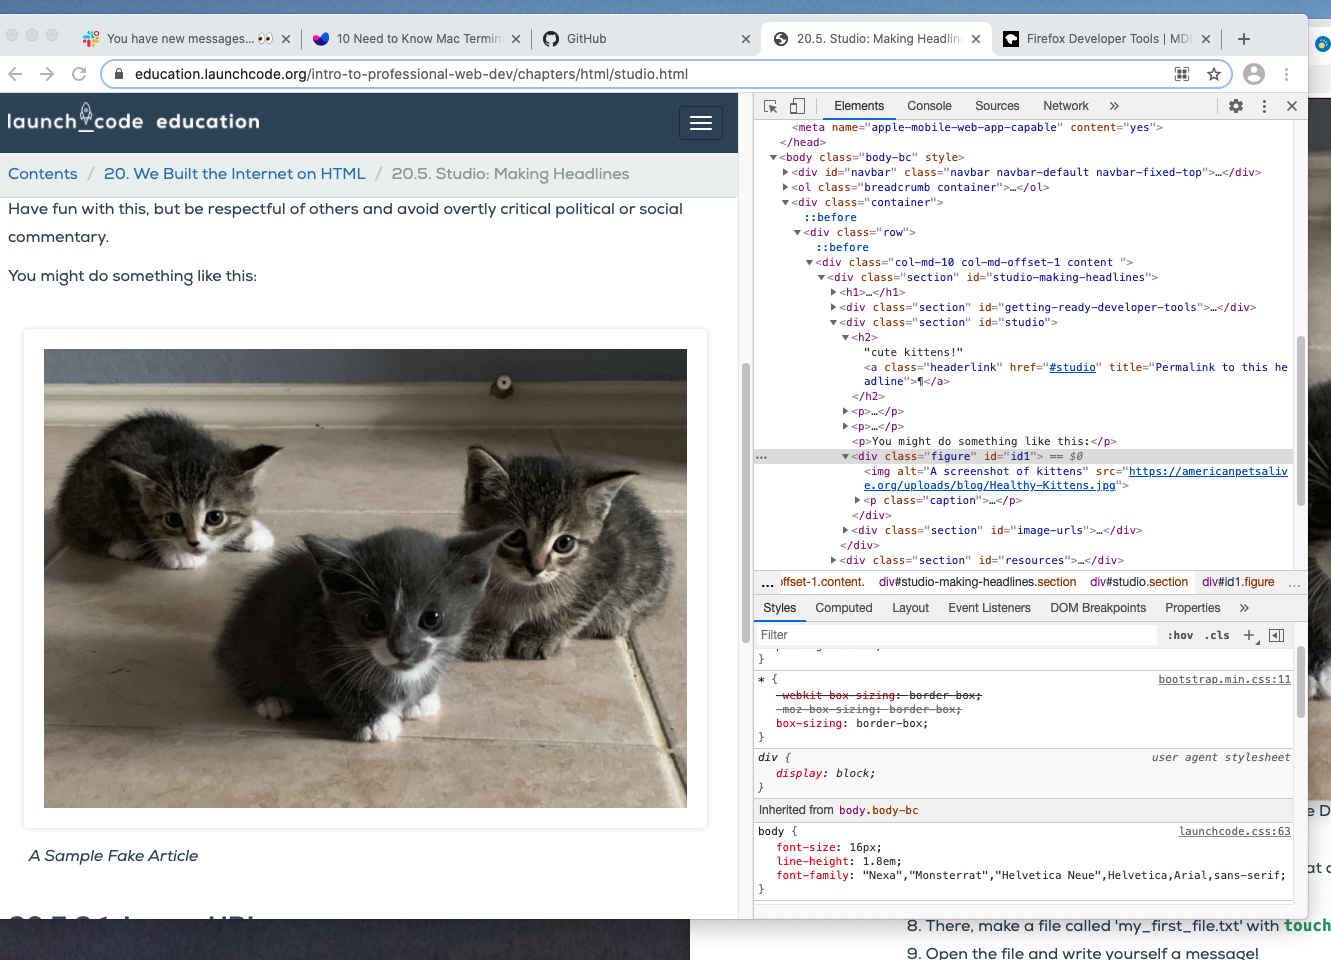 You have new messages...
10 Need to Know Mac Termin
GitHub
20.5. Studio: Making Headlin
Firefox Developer Tools | MD
education.launchcode.org/intro-to-professional-web-dev/chapters/html/studio.html
launch code education
Contents / 20. We Built the Internet on HTML / 20.5. Studio: Making Headlines
Have fun with this, but be respectful of others and avoid overtly critical political or social
commentary.
You might do something like this:
A Sample Fake Article
Elements Console Sources Network »
<meta name="apple-mobile-web-app-capable" content="yes">
</head>
▼<body class="body-bc" style>
▶<div id="navbar" class="navbar navbar-default navbar-fixed-top">…</div>
▶<ol class="breadcrumb container">…</ol>
▼<div class="container">
::before
▼<div class="row">
::before
▼<div class="col-md-10 col-md-offset-1 content ">
▼<div class="section" id="studio-making-headlines">
▶<h1>…</h1>
▶<div class="section" id="getting-ready-developer-tools">…</div>
▼<div class="section" id="studio">
▼<h2>
"cute kittens!"
<a class="headerlink" href="#studio" title="Permalink to this he
adline">¶</a>
</h2>
▶<p>…</p>
▶<p>…</p>
<p>You might do something like this:</p>
… ▼<div class="figure" id="id1"> == $0
<img alt="A screenshot of kittens" src="https://americanpetsaliv
e.org/uploads/blog/Healthy-Kittens.jpg">
▶<p class="caption">…</p>
</div>
▶<div class="section" id="image-urls">…</div>
</div>
▶<div class="section" id="resources">…</div>
... ffset-1.content. div#studio-making-headlines.section div#studio.section div#id1.figure ...
Styles Computed Layout Event Listeners DOM Breakpoints Properties »
Filter :hov .cls +
}
* { bootstrap.min.css:11
-webkit-box-sizing: border-box;
-moz-box-sizing: border-box;
box-sizing: border-box;
}
div { user agent stylesheet
display: block;
}
Inherited from body.body-bc
body { launchcode.css:63
font-size: 16px;
line-height: 1.8em;
font-family: "Nexa","Monsterrat","Helvetica Neue",Helvetica,Arial,sans-serif;
}
e D
at c
8. There, make a file called 'my_first_file.txt' with touch
9. Open the file and write yourself a message!